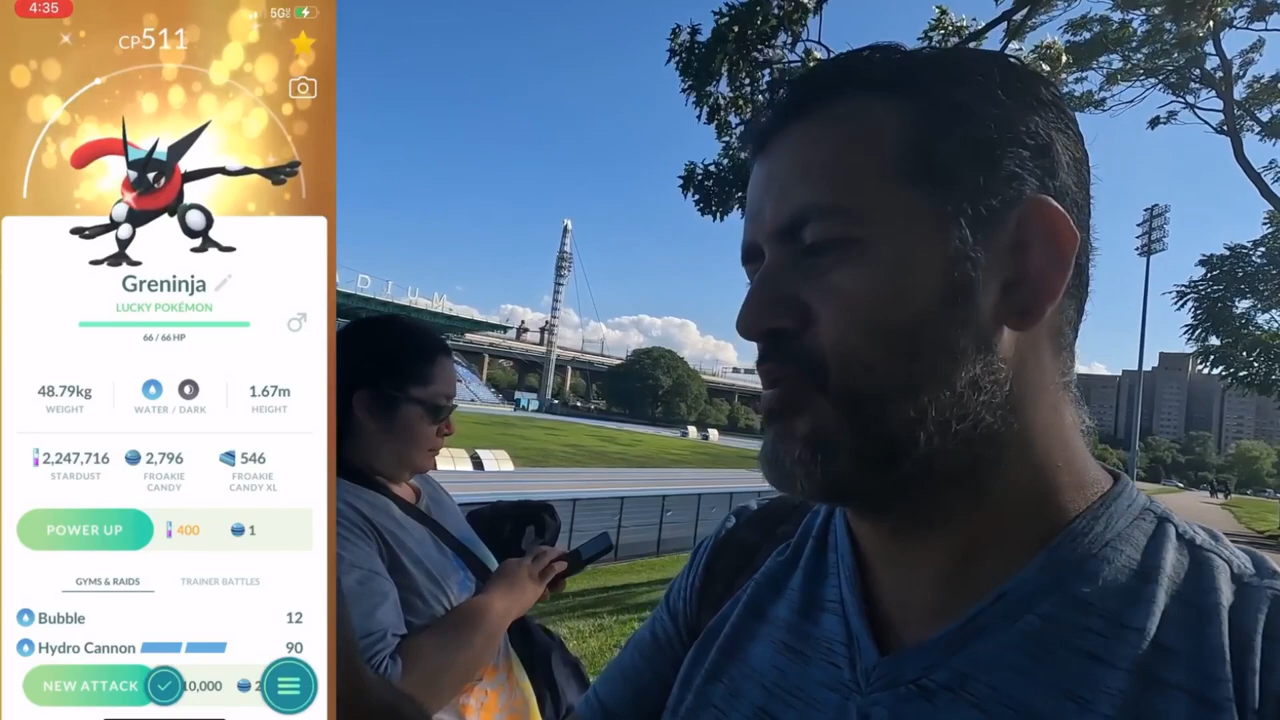 4:35
5G
CP511
Greninja
LUCKY POKÉMON
66 / 66 HP
48.79kg
WEIGHT
WATER / DARK
1.67m
HEIGHT
2,247,716
STARDUST
2,796
FROAKIE
CANDY
546
FROAKIE
CANDY XL
POWER UP
400
1
GYMS & RAIDS
TRAINER BATTLES
Bubble
12
Hydro Cannon
90
NEW ATTACK
10,000
2
DIUM